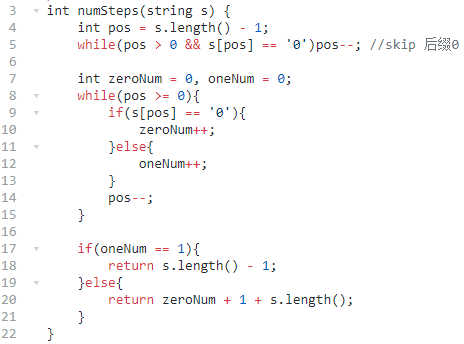 3 int numSteps(string s) {
4 int pos = s.length() - 1;
5 while(pos > 0 && s[pos] == '0')pos--; //skip 后缀0
6
7 int zeroNum = 0, oneNum = 0;
8 while(pos >= 0){
9 if(s[pos] == '0'){
10 zeroNum++;
11 }else{
12 oneNum++;
13 }
14 pos--;
15 }
16
17 if(oneNum == 1){
18 return s.length() - 1;
19 }else{
20 return zeroNum + 1 + s.length();
21 }
22 }